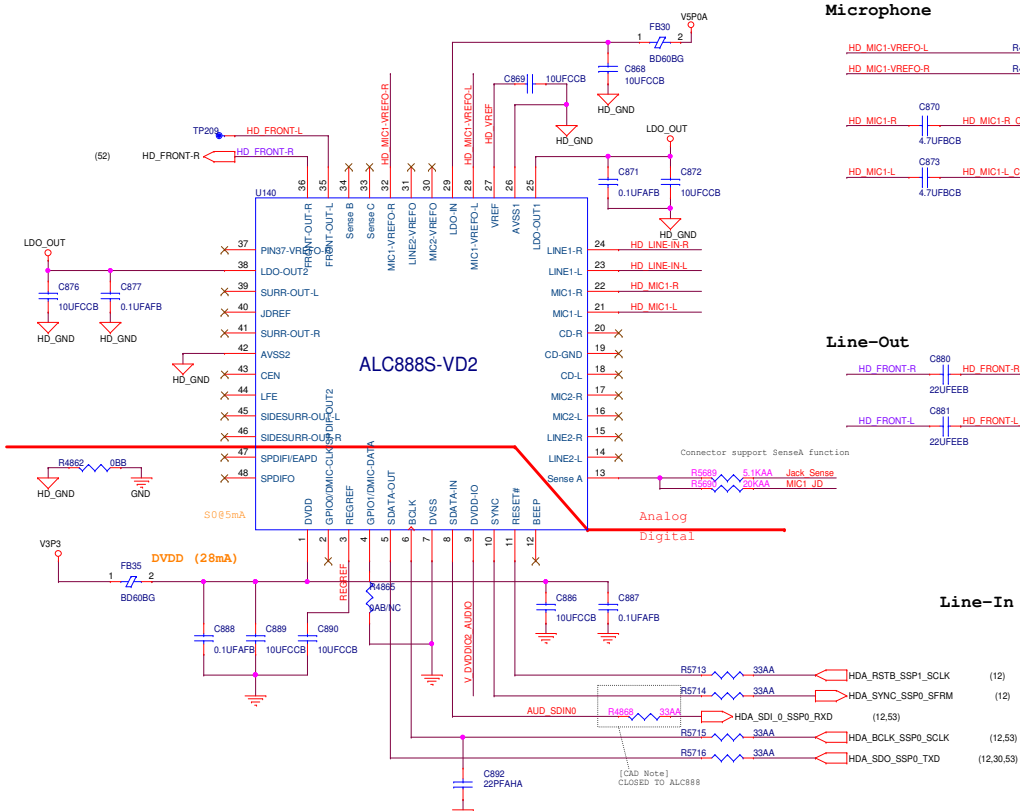 Microphone
V5P0A
FB30
1 2
BD60BG
C868
10UFCCB
HD_GND
C869 10UFCCB
HD_GND
HD_MIC1-VREFO-L
HD_MIC1-VREFO-R
HD_MIC1-VREFO-R
HD_MIC1-VREFO-L
HD_VREF
C870
HD_MIC1-R
HD_MIC1-R_C
4.7UFBCB
C873
HD_MIC1-L
HD_MIC1-L_C
4.7UFBCB
TP209
HD_FRONT-L
(52)
HD_FRONT-R
HD_FRONT-R
LDO_OUT
C871
0.1UFAFB
C872
10UFCCB
HD_GND
36 35 34 33 32 31 30 29 28 27 26 25
U140
FRONT-OUT-R
FRONT-OUT-L
Sense B
Sense C
MIC1-VREFO-R
LINE2-VREFO
MIC2-VREFO
LDO-IN
MIC1-VREFO-L
VREF
AVSS1
LDO-OUT1
LDO_OUT
C876
10UFCCB
HD_GND
C877
0.1UFAFB
HD_GND
HD_GND
37 PIN37-VREFO-R
38 LDO-OUT2
39 SURR-OUT-L
40 JDREF
41 SURR-OUT-R
42 AVSS2
43 CEN
44 LFE
45 SIDESURR-OUT-L
46 SIDESURR-OUT-R
47 SPDIFI/EAPD
48 SPDIFO
ALC888S-VD2
LINE1-R 24 HD_LINE-IN-R
LINE1-L 23 HD_LINE-IN-L
MIC1-R 22 HD_MIC1-R
MIC1-L 21 HD_MIC1-L
CD-R 20
CD-GND 19
CD-L 18
MIC2-R 17
MIC2-L 16
LINE2-R 15
LINE2-L 14
Sense A 13
Line-Out
C880
HD_FRONT-R
HD_FRONT-R
22UFEEB
C881
HD_FRONT-L
HD_FRONT-L
22UFEEB
Connector support SenseA function
R5689 5.1KAA Jack_Sense
R5690 20KAA MIC1_JD
R4862 0BB
HD_GND
GND
Analog
Digital
DVDD
GPIO0/DMIC-CLK/SPDIF-OUT2
REGREF
GPIO1/DMIC-DATA
SDATA-OUT
BCLK
DVSS
SDATA-IN
DVDD-IO
SYNC
RESET#
BEEP
1 2 3 4 5 6 7 8 9 10 11 12
S0@5mA
V3P3
DVDD (28mA)
FB35
1 2
BD60BG
REGREF
R4865
0AB/NC
C888
0.1UFAFB
C889
10UFCCB
C890
10UFCCB
V_DVDDIO2_AUDIO
C886
10UFCCB
C887
0.1UFAFB
Line-In
R5713 33AA HDA_RSTB_SSP1_SCLK (12)
R5714 33AA HDA_SYNC_SSP0_SFRM (12)
AUD_SDIN0 R4868 33AA HDA_SDI_0_SSP0_RXD (12,53)
R5715 33AA HDA_BCLK_SSP0_SCLK (12,53)
R5716 33AA HDA_SDO_SSP0_TXD (12,30,53)
C892
22PFAHA
[CAD Note]
CLOSED TO ALC888